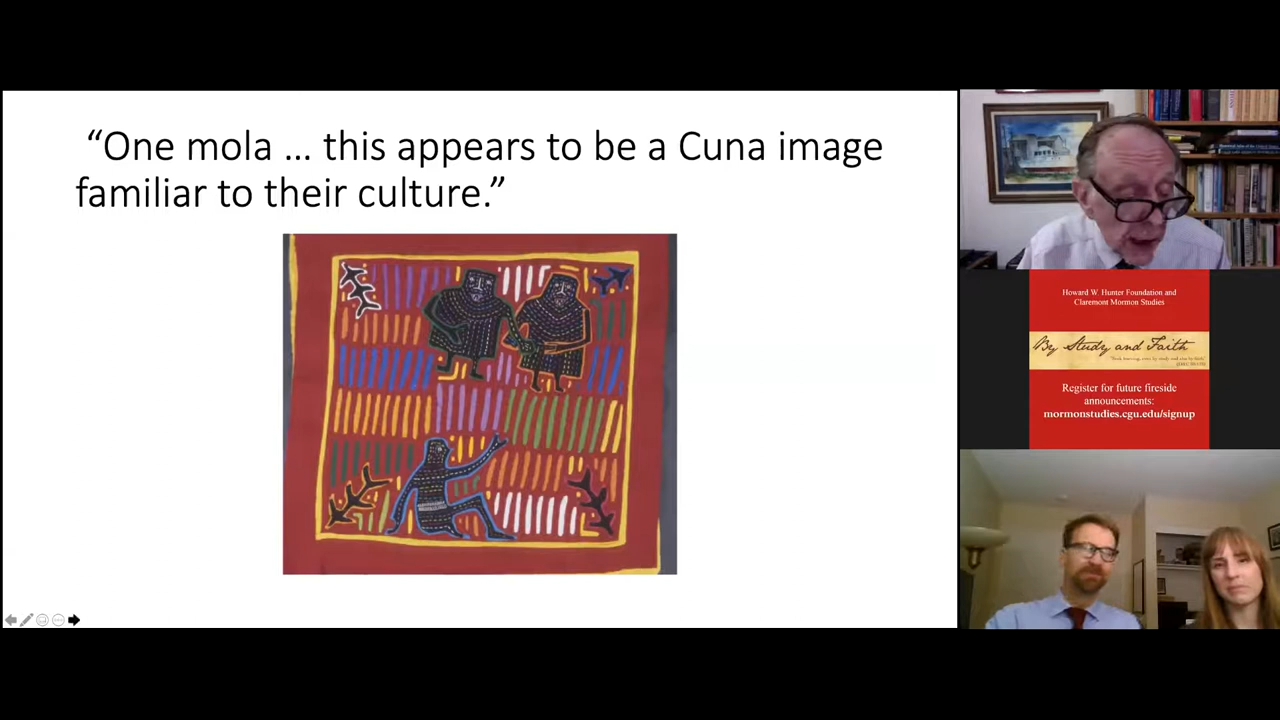 “One mola ... this appears to be a Cuna image
familiar to their culture.”
Howard W. Hunter Foundation and
Claremont Mormon Studies
By Study and Faith
Register for future fireside
announcements:
mormonstudies.cgu.edu/signup